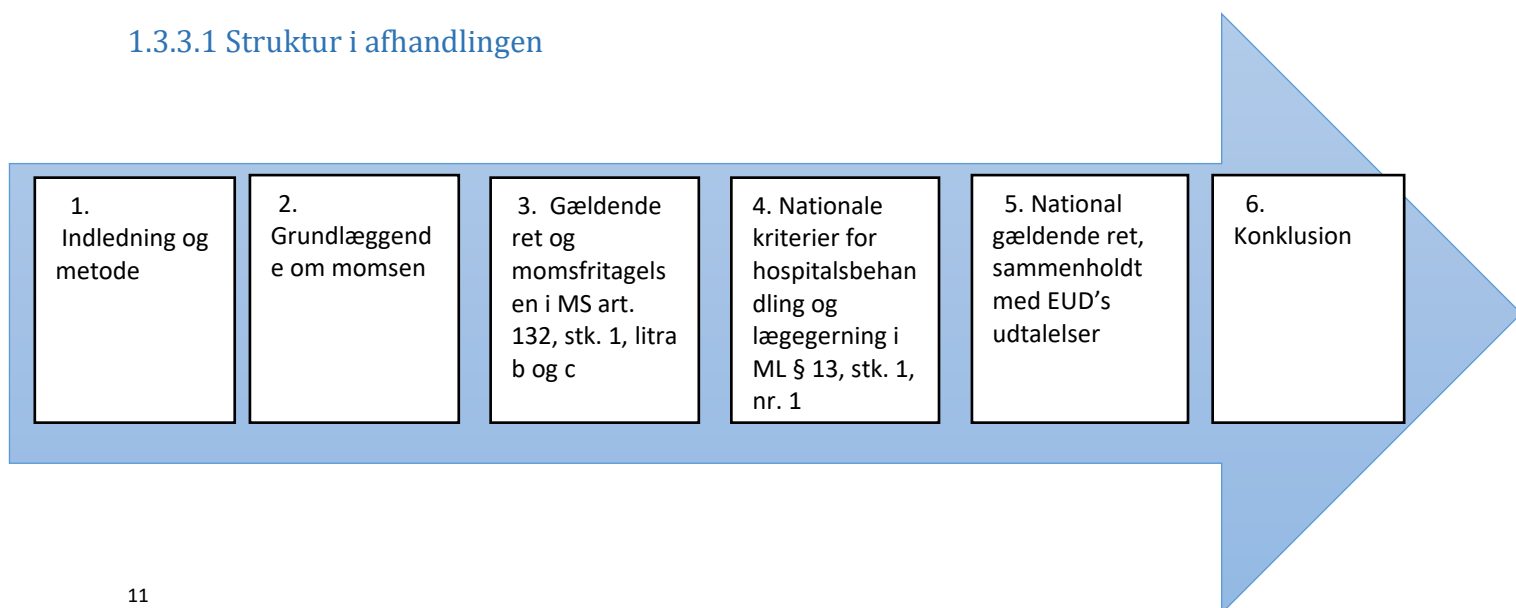 1.3.3.1 Struktur i afhandlingen
1.
Indledning og
metode
2.
Grundlæggend
e om momsen
3. Gældende
ret og
momsfritagels
en i MS art.
132, stk. 1, litra
b og c
4. Nationale
kriterier for
hospitalsbehan
dling og
lægegerning i
ML § 13, stk. 1,
nr. 1
5. National
gældende ret,
sammenholdt
med EUD’s
udtalelser
6.
Konklusion
11